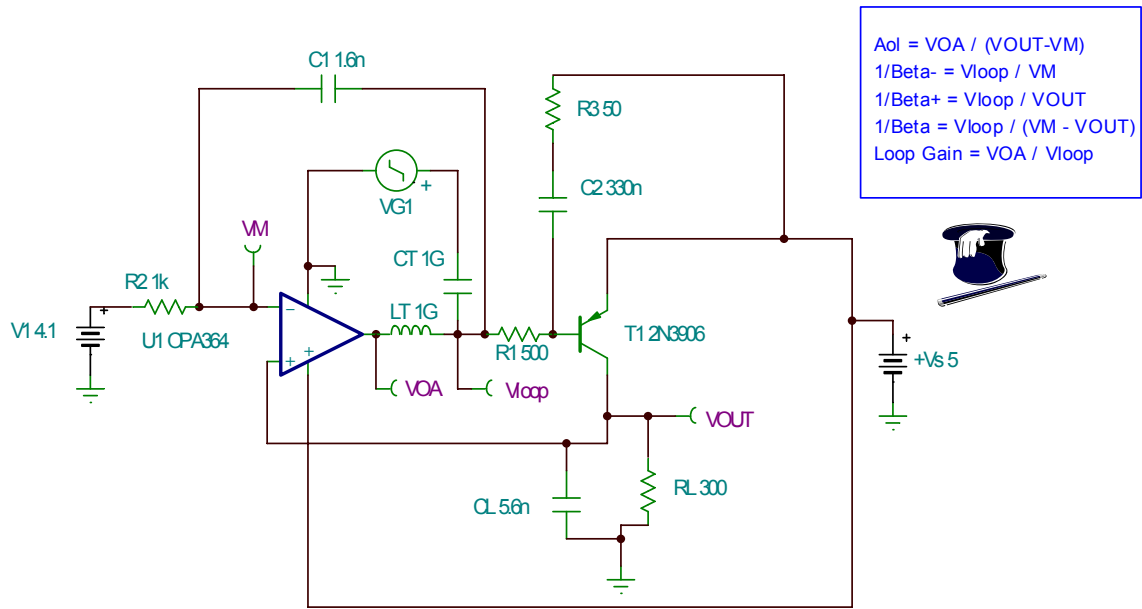 Aol = VOA / (VOUT-VM)
1/Beta- = Vloop / VM
1/Beta+ = Vloop / VOUT
1/Beta = Vloop / (VM - VOUT)
Loop Gain = VOA / Vloop
C1 1.6n
R3 50
VG1
+
C2 330n
VM
CT 1G
R2 1k
LT 1G
V1 4.1
+
U1 OPA364
-
+
+
R1 500
T1 2N3906
+
+Vs 5
VOA
Vloop
VOUT
CL 5.6n
RL 300